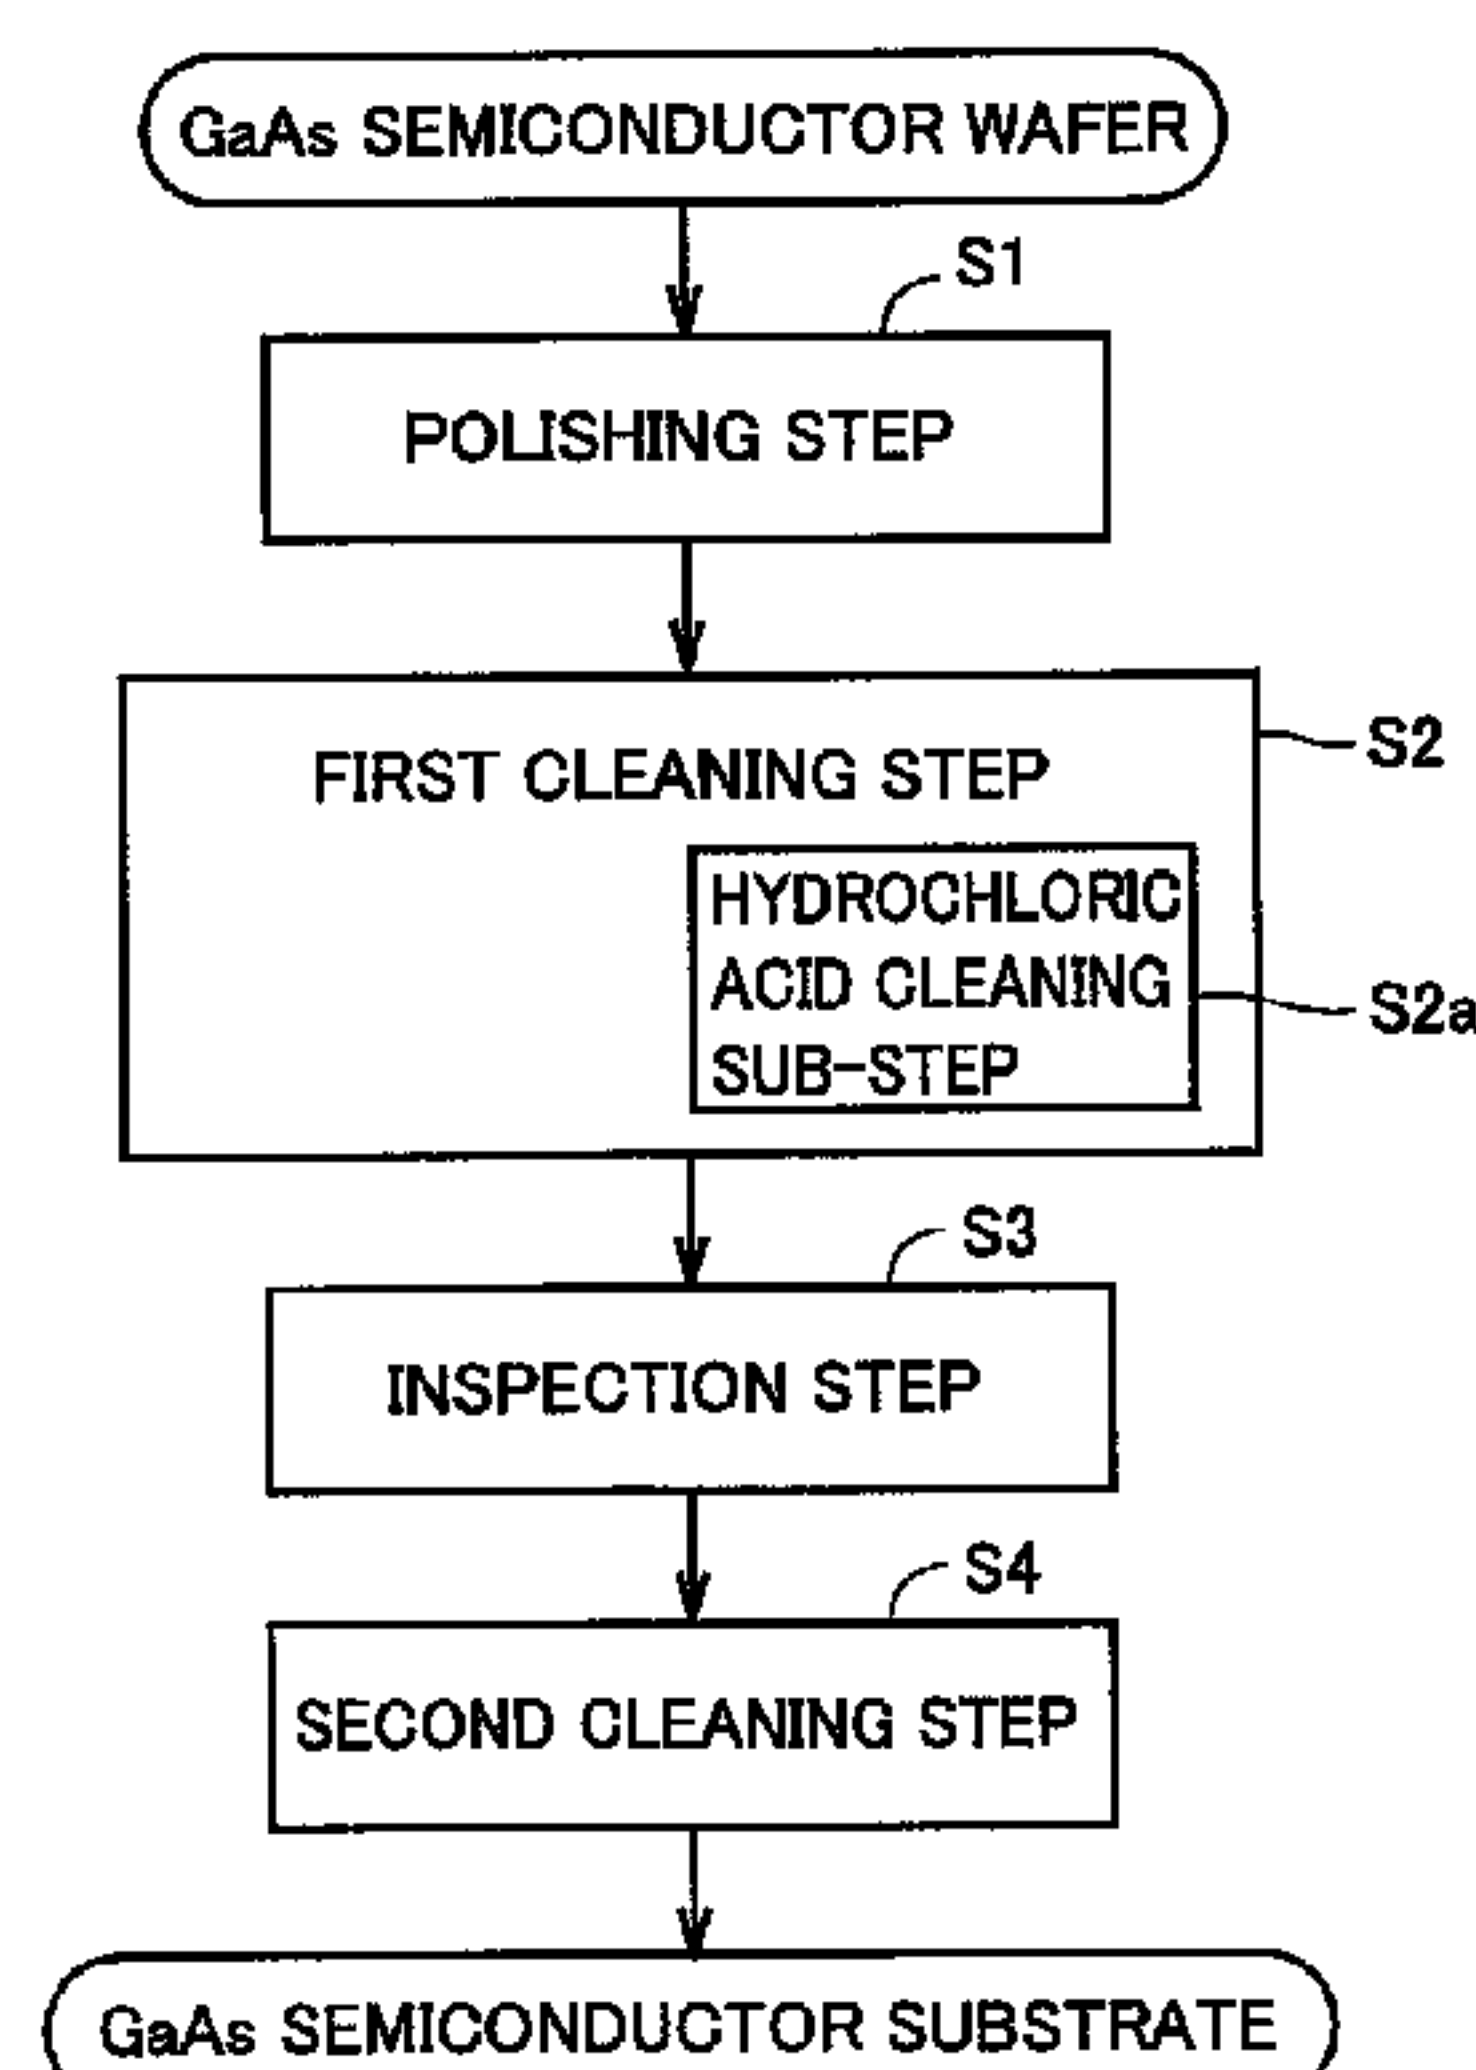 GaAs SEMICONDUCTOR WAFER
S1
POLISHING STEP
FIRST CLEANING STEP
S2
HYDROCHLORIC
ACID CLEANING
SUB-STEP
S2a
S3
INSPECTION STEP
S4
SECOND CLEANING STEP
GaAs SEMICONDUCTOR SUBSTRATE